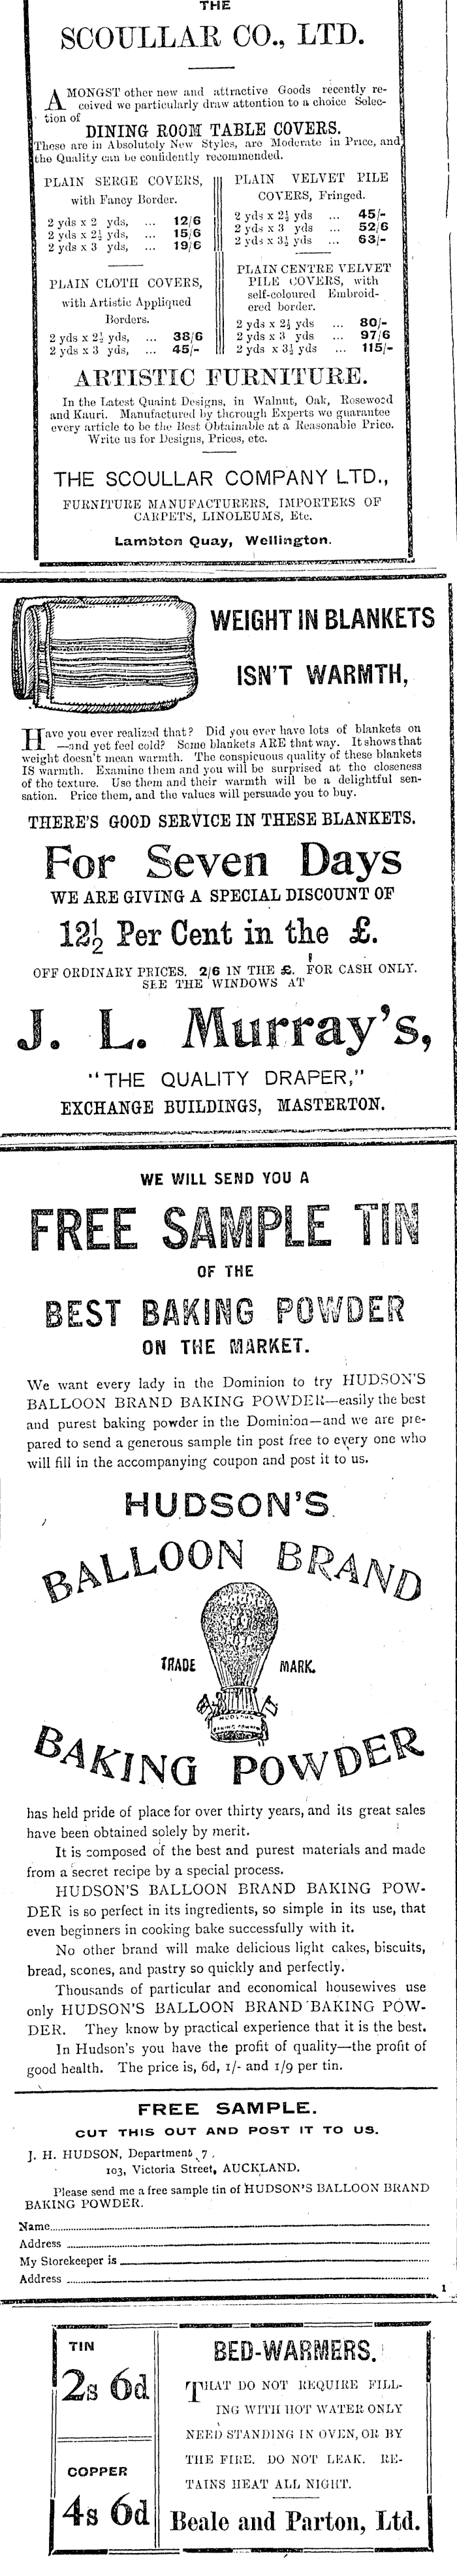 THE
SCOULLAR CO., LTD.
AMONGST other new and attractive Goods recently re-
ceived we particularly draw attention to a choice Selec-
tion of
DINING ROOM TABLE COVERS.
These are in Absolutely New Styles, are Moderate in Price, and
the Quality can be confidently recommended.
PLAIN SERGE COVERS,
with Fancy Border.
2 yds x 2 yds, ... 12/6
2 yds x 2½ yds, ... 15/6
2 yds x 3 yds, ... 19/6
PLAIN CLOTH COVERS,
with Artistic Appliqued
Borders.
2 yds x 2½ yds, ... 38/6
2 yds x 3 yds, ... 45/-
PLAIN VELVET PILE
COVERS, Fringed.
2 yds x 2½ yds ... 45/-
2 yds x 3 yds ... 52/6
2 yds x 3½ yds ... 63/-
PLAIN CENTRE VELVET
PILE COVERS, with
self-coloured Embroid-
ered border.
2 yds x 2½ yds ... 80/-
2 yds x 3 yds ... 97/6
2 yds x 3½ yds ... 115/-
ARTISTIC FURNITURE.
In the Latest Quaint Designs, in Walnut, Oak, Rosewood
and Kauri. Manufactured by thorough Experts we guarantee
every article to be the Best Obtainable at a Reasonable Price.
Write us for Designs, Prices, etc.
THE SCOULLAR COMPANY LTD.,
FURNITURE MANUFACTURERS, IMPORTERS OF
CARPETS, LINOLEUMS, Etc.
Lambton Quay, Wellington.
WEIGHT IN BLANKETS
ISN'T WARMTH,
Have you ever realized that? Did you ever have lots of blankets on
—and yet feel cold? Some blankets ARE that way. It shows that
weight doesn't mean warmth. The conspicuous quality of these blankets
IS warmth. Examine them and you will be surprised at the closeness
of the texture. Use them and their warmth will be a delightful sen-
sation. Price them, and the values will persuade you to buy.
THERE'S GOOD SERVICE IN THESE BLANKETS.
For Seven Days
WE ARE GIVING A SPECIAL DISCOUNT OF
12½ Per Cent in the £.
OFF ORDINARY PRICES. 2/6 IN THE £. FOR CASH ONLY.
SEE THE WINDOWS AT
J. L. Murray's,
"THE QUALITY DRAPER,"
EXCHANGE BUILDINGS, MASTERTON.
WE WILL SEND YOU A
FREE SAMPLE TIN
OF THE
BEST BAKING POWDER
ON THE MARKET.
We want every lady in the Dominion to try HUDSON'S
BALLOON BRAND BAKING POWDER—easily the best
and purest baking powder in the Dominion—and we are pre-
pared to send a generous sample tin post free to every one who
will fill in the accompanying coupon and post it to us.
HUDSON'S
BALLOON BRAND
TRADE MARK.
HUDSONS
BAKING POWDER
BAKING POWDER
has held pride of place for over thirty years, and its great sales
have been obtained solely by merit.
It is composed of the best and purest materials and made
from a secret recipe by a special process.
HUDSON'S BALLOON BRAND BAKING POW-
DER is so perfect in its ingredients, so simple in its use, that
even beginners in cooking bake successfully with it.
No other brand will make delicious light cakes, biscuits,
bread, scones, and pastry so quickly and perfectly.
Thousands of particular and economical housewives use
only HUDSON'S BALLOON BRAND BAKING POW-
DER. They know by practical experience that it is the best.
In Hudson's you have the profit of quality—the profit of
good health. The price is, 6d, 1/- and 1/9 per tin.
FREE SAMPLE.
CUT THIS OUT AND POST IT TO US.
J. H. HUDSON, Department 7,
103, Victoria Street, AUCKLAND.
Please send me a free sample tin of HUDSON'S BALLOON BRAND
BAKING POWDER.
Name
Address
My Storekeeper is
Address
1
TIN
2s 6d
COPPER
4s 6d
BED-WARMERS.
THAT DO NOT REQUIRE FILL-
ING WITH HOT WATER ONLY
NEED STANDING IN OVEN, OR BY
THE FIRE. DO NOT LEAK. RE-
TAINS HEAT ALL NIGHT.
Beale and Parton, Ltd.